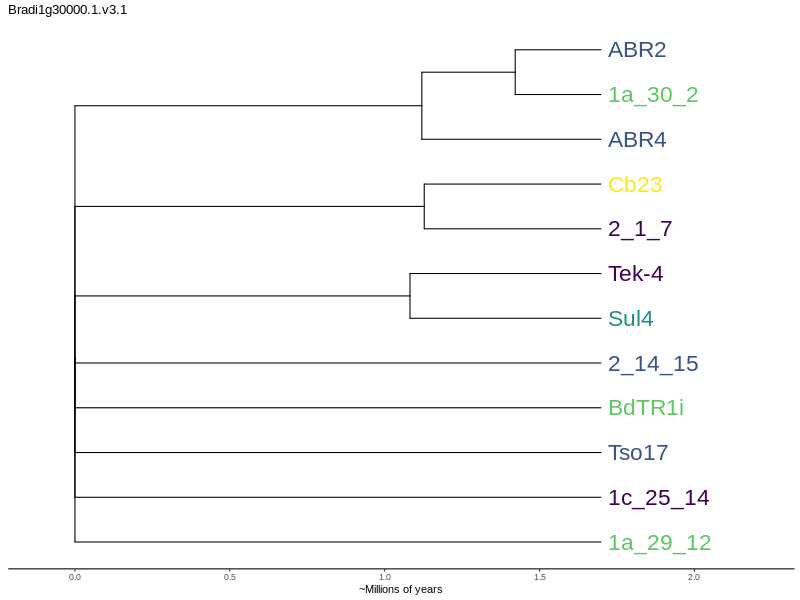 Bradi1g30000.1.v3.1
ABR2
1a_30_2
ABR4
Cb23
2_1_7
Tek-4
Sul4
2_14_15
BdTR1i
Tso17
1c_25_14
1a_29_12
0.0 0.5 1.0 1.5 2.0
~Millions of years